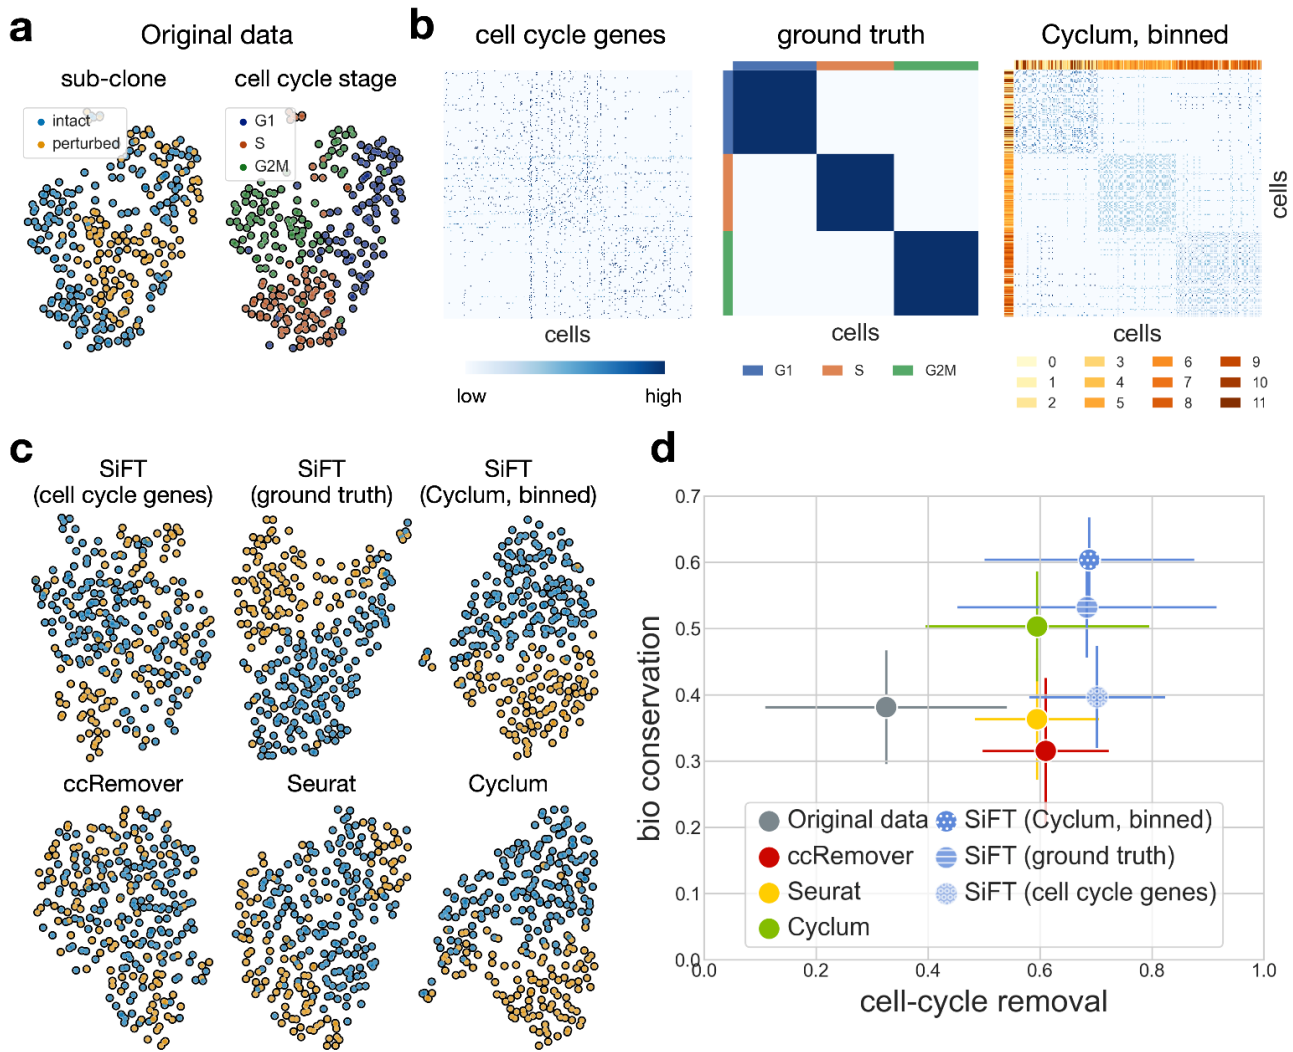 a
Original data
sub-clone
cell cycle stage
intact
perturbed
G1
S
G2M
b
cell cycle genes
ground truth
Cyclum, binned
cells
cells
cells
cells
low
high
G1
S
G2M
0
3
6
9
1
4
7
10
2
5
8
11
c
SiFT
(cell cycle genes)
SiFT
(ground truth)
SiFT
(Cyclum, binned)
ccRemover
Seurat
Cyclum
d
0.7
0.6
0.5
0.4
0.3
0.2
0.1
0.0
bio conservation
Original data
ccRemover
Seurat
Cyclum
SiFT (Cyclum, binned)
SiFT (ground truth)
SiFT (cell cycle genes)
0.0
0.2
0.4
0.6
0.8
1.0
cell-cycle removal